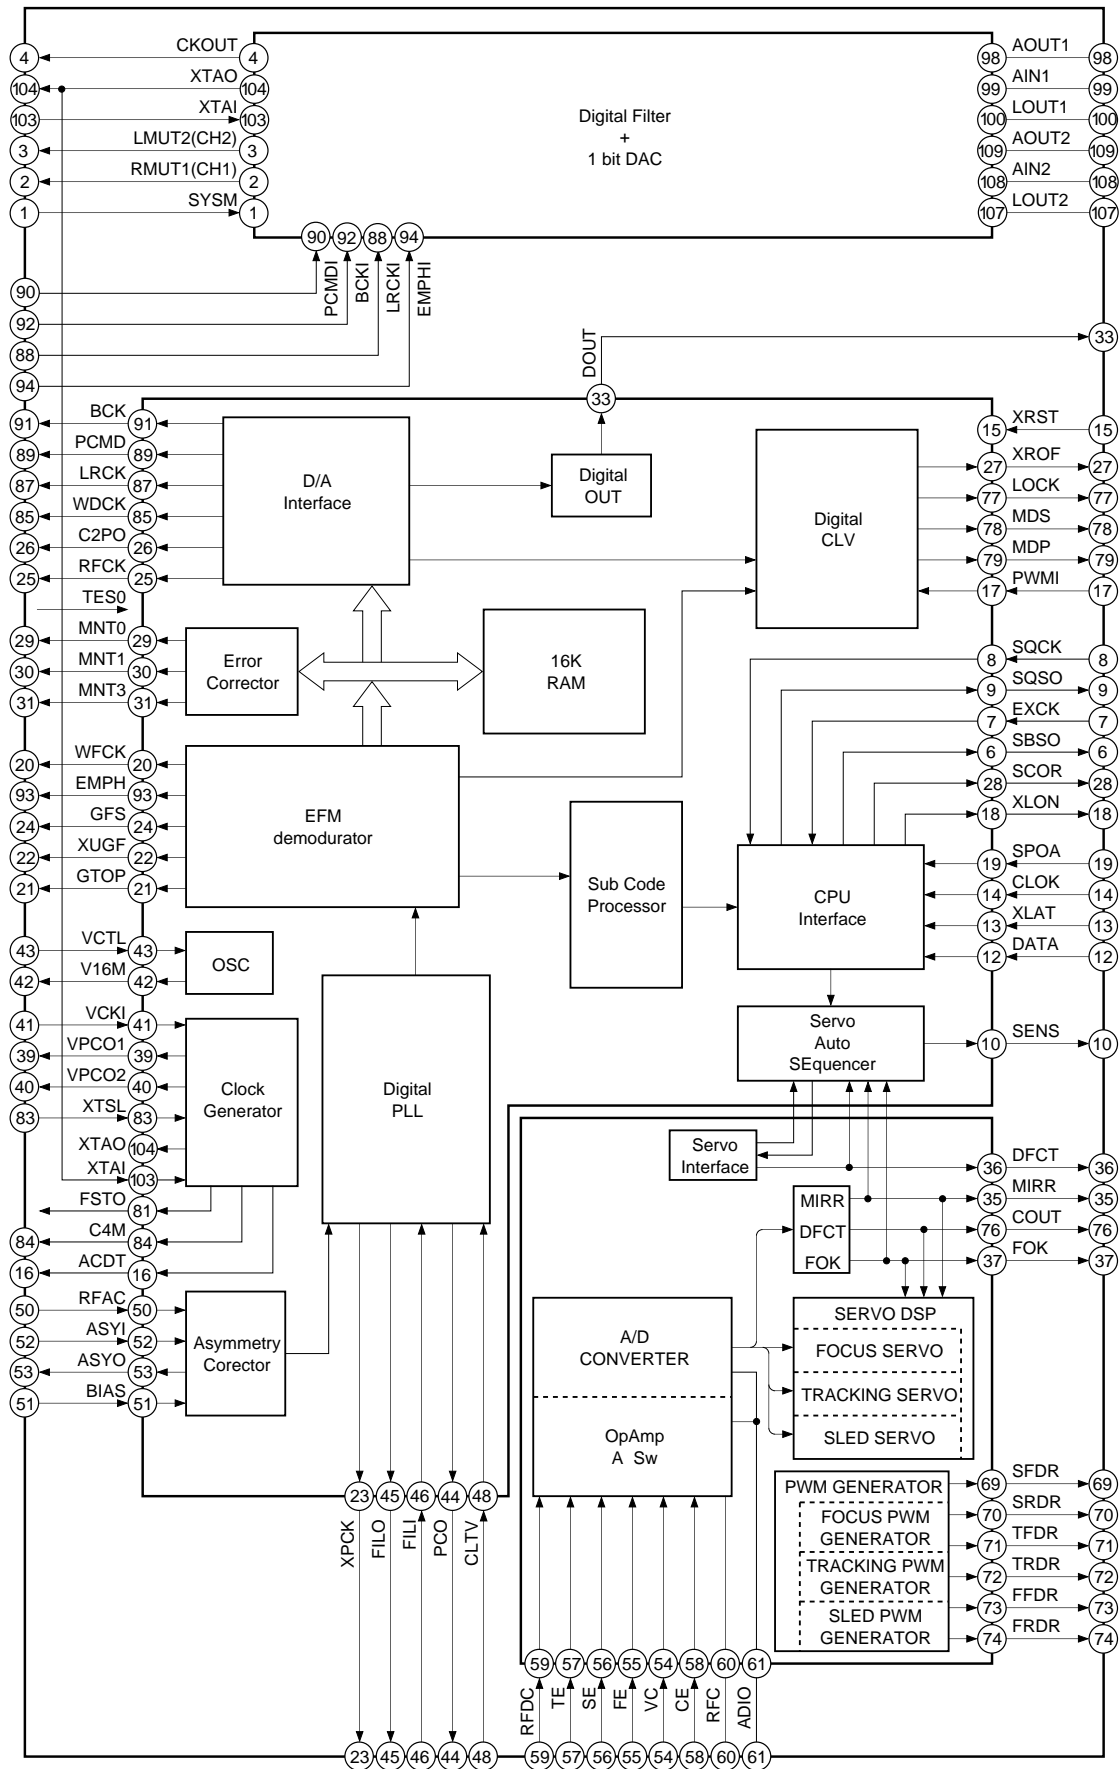 4 CKOUT 4 98 AOUT1 98
104 XTAO 104 99 AIN1 99
103 XTAI 103 100 LOUT1 100
3 LMUT2(CH2) 3 109 AOUT2 109
2 RMUT1(CH1) 2 108 AIN2 108
1 SYSM 1 107 LOUT2 107
Digital Filter
+
1 bit DAC
90 92 88 94
PCMDI BCKI LRCKI EMPHI
90
92
88
94
DOUT 33
33
91 BCK 91
89 PCMD 89
87 LRCK 87
85 WDCK 85
26 C2PO 26
25 RFCK 25
TES0
29 MNT0 29
30 MNT1 30
31 MNT3 31
D/A
Interface
Digital
OUT
Digital
CLV
15 XRST 15
27 XROF 27
77 LOCK 77
78 MDS 78
79 MDP 79
17 PWMI 17
Error
Corrector
16K
RAM
8 SQCK 8
9 SQSO 9
7 EXCK 7
6 SBSO 6
28 SCOR 28
18 XLON 18
19 SPOA 19
14 CLOK 14
13 XLAT 13
12 DATA 12
20 WFCK 20
93 EMPH 93
24 GFS 24
22 XUGF 22
21 GTOP 21
EFM
demodurator
Sub Code
Processor
CPU
Interface
43 VCTL 43
42 V16M 42
OSC
41 VCKI 41
39 VPCO1 39
40 VPCO2 40
83 XTSL 83
XTAO 104
XTAI 103
FSTO 81
84 C4M 84
16 ACDT 16
Clock
Generator
Digital
PLL
Servo
Auto
SEquencer
10 SENS 10
Servo
Interface
36 DFCT 36
35 MIRR 35
76 COUT 76
37 FOK 37
MIRR
DFCT
FOK
50 RFAC 50
52 ASYI 52
53 ASYO 53
51 BIAS 51
Asymmetry
Corector
A/D
CONVERTER
OpAmp
A Sw
SERVO DSP
FOCUS SERVO
TRACKING SERVO
SLED SERVO
PWM GENERATOR
FOCUS PWM
GENERATOR
TRACKING PWM
GENERATOR
SLED PWM
GENERATOR
69 SFDR 69
70 SRDR 70
71 TFDR 71
72 TRDR 72
73 FFDR 73
74 FRDR 74
23 45 46 44 48
XPCK FILO FILI PCO CLTV
59 57 56 55 54 58 60 61
RFDC TE SE FE VC CE RFC ADIO
23 45 46 44 48 59 57 56 55 54 58 60 61